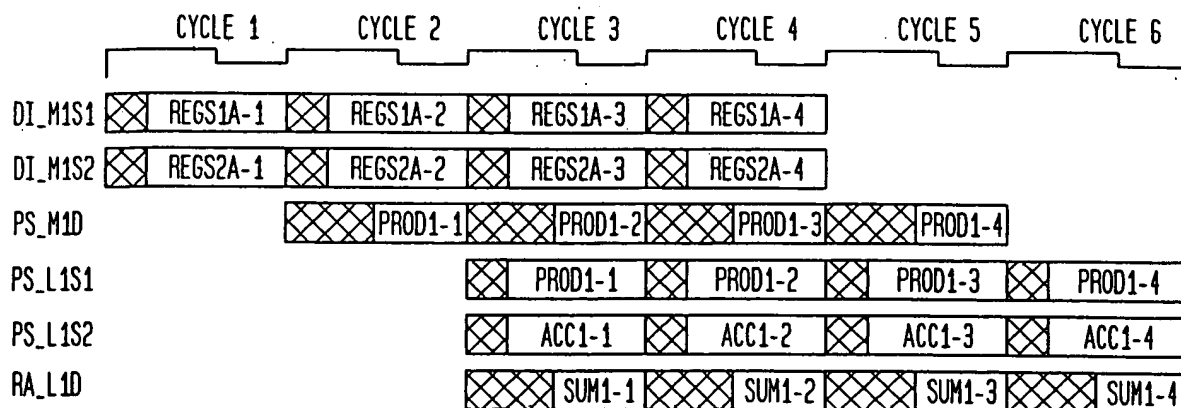 CYCLE 1 CYCLE 2 CYCLE 3 CYCLE 4 CYCLE 5 CYCLE 6
DI_M1S1 REGS1A-1 REGS1A-2 REGS1A-3 REGS1A-4
DI_M1S2 REGS2A-1 REGS2A-2 REGS2A-3 REGS2A-4
PS_M1D PROD1-1 PROD1-2 PROD1-3 PROD1-4
PS_L1S1 PROD1-1 PROD1-2 PROD1-3 PROD1-4
PS_L1S2 ACC1-1 ACC1-2 ACC1-3 ACC1-4
RA_L1D SUM1-1 SUM1-2 SUM1-3 SUM1-4